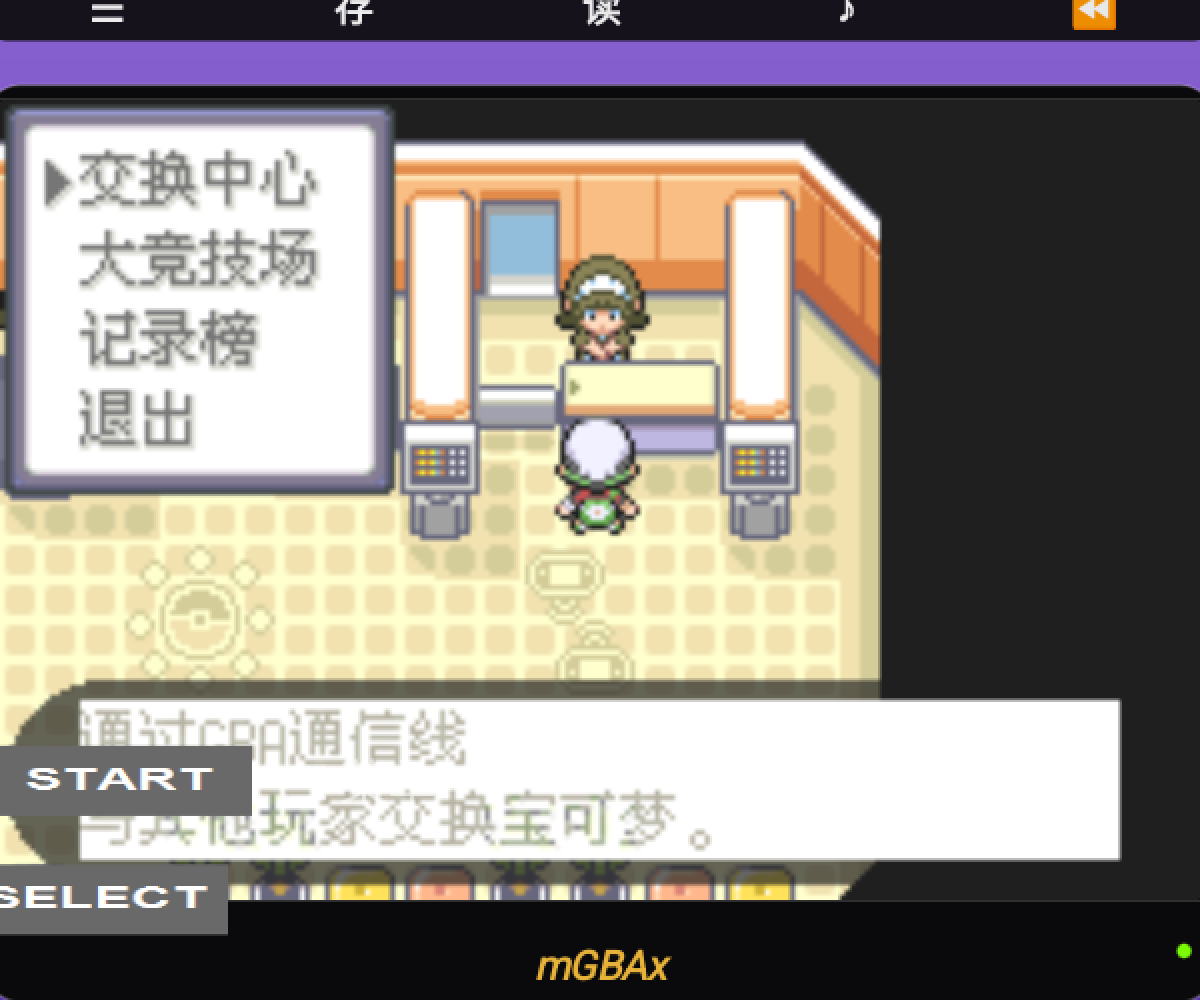 存 读
交换中心
大竞技场
记录榜
退出
通过GBA通信线
与其他玩家交换宝可梦。
START
SELECT
mGBAx